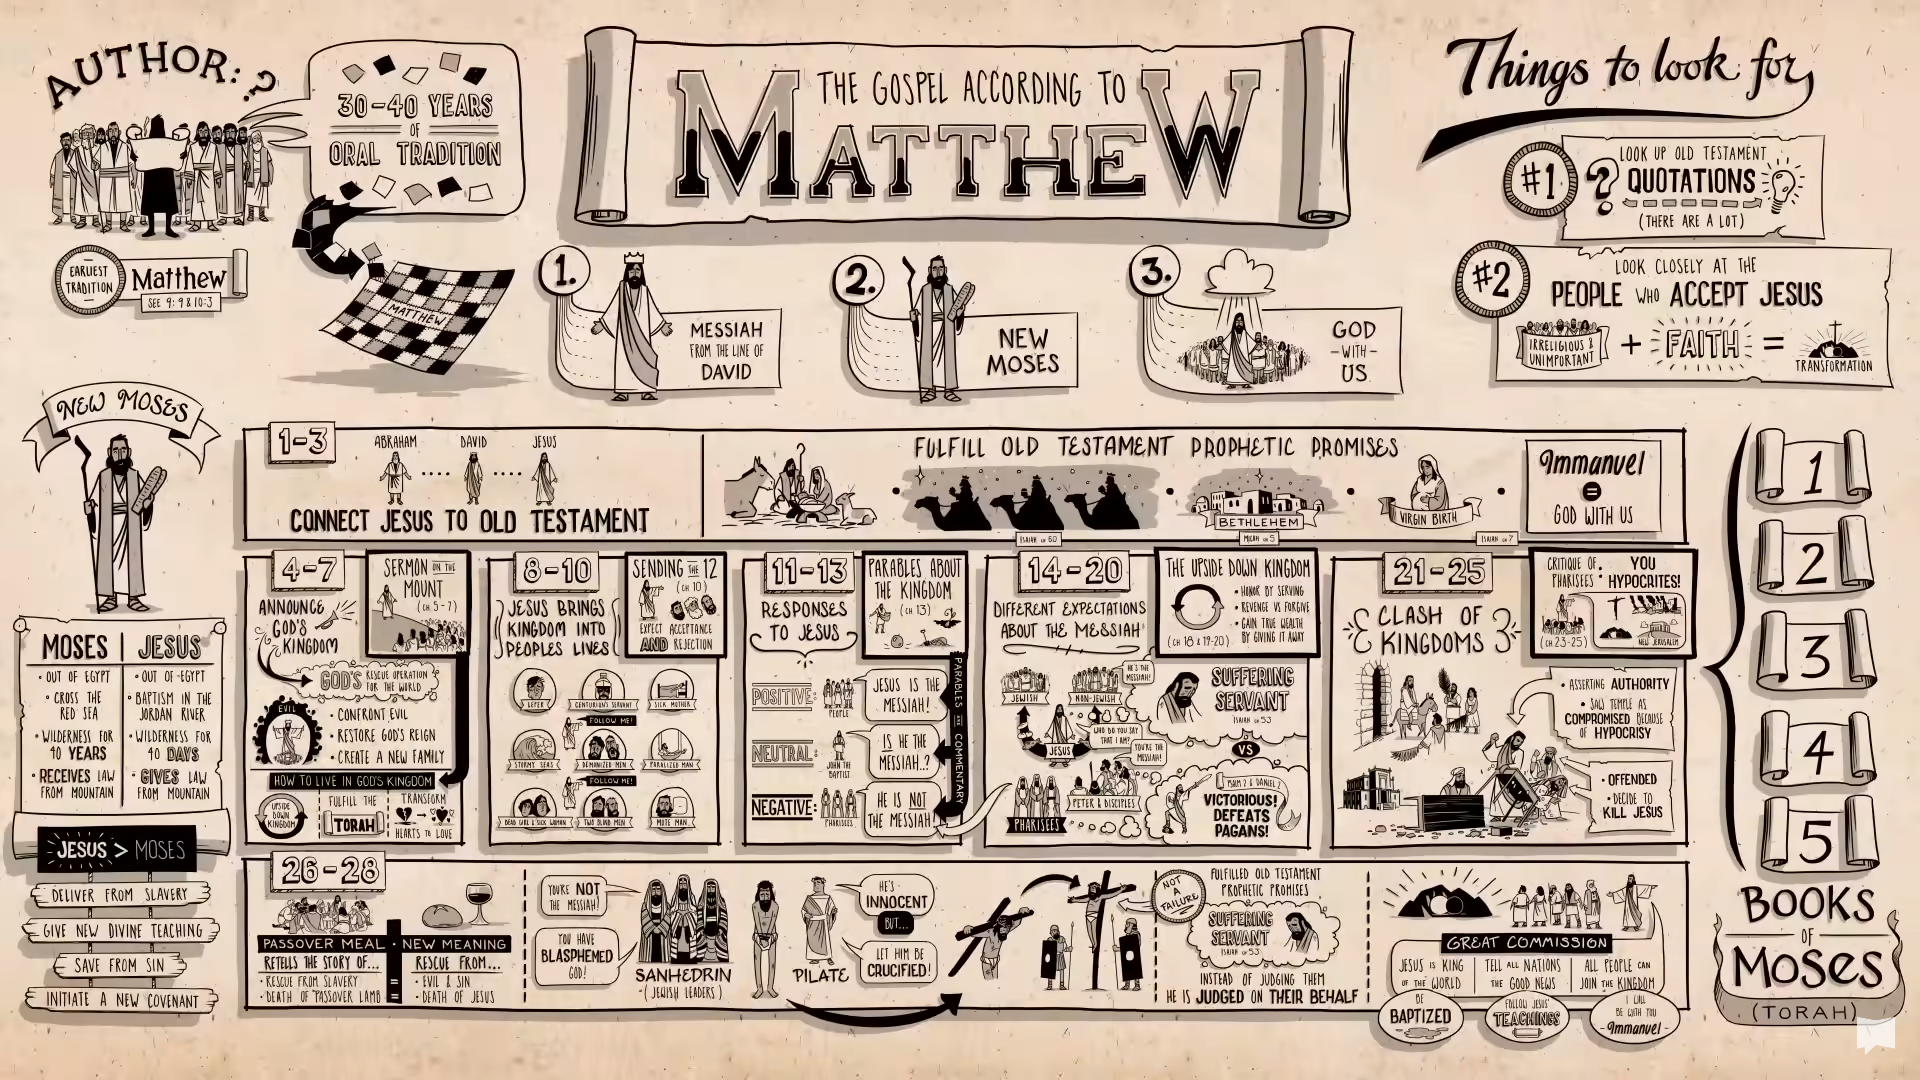 AUTHOR: ?
30-40 YEARS
OF
ORAL TRADITION
EARLIEST
TRADITION
Matthew
SEE 9:9 & 10:3
MATTHEW!
THE GOSPEL ACCORDING TO
MATTHEW
1.
MESSIAH
FROM THE LINE OF
DAVID
2.
NEW
MOSES
3.
GOD
-WITH-
US
Things to look for
#1
?
LOOK UP OLD TESTAMENT
QUOTATIONS
(THERE ARE A LOT)
#2
LOOK CLOSELY AT THE
PEOPLE WHO ACCEPT JESUS
IRRELIGIOUS &
UNIMPORTANT
+ FAITH =
TRANSFORMATION
NEW MOSES
MOSES | JESUS
• OUT OF EGYPT
• CROSS THE
RED SEA
• WILDERNESS FOR
40 YEARS
• RECEIVES LAW
FROM MOUNTAIN
• OUT OF EGYPT
• BAPTISM IN THE
JORDAN RIVER
• WILDERNESS FOR
40 DAYS
• GIVES LAW
FROM MOUNTAIN
JESUS > MOSES
DELIVER FROM SLAVERY
GIVE NEW DIVINE TEACHING
SAVE FROM SIN
INITIATE A NEW COVENANT
1-3
ABRAHAM .... DAVID .... JESUS
CONNECT JESUS TO OLD TESTAMENT
FULFILL OLD TESTAMENT PROPHETIC PROMISES
ISAIAH CH 60
BETHLEHEM
MICAH CH 5
VIRGIN BIRTH
ISAIAH CH 7
Immanuel
=
GOD WITH US
4-7
ANNOUNCE
GOD'S
KINGDOM
SERMON ON THE
MOUNT
(CH 5-7)
GOD'S RESCUE OPERATION
FOR THE WORLD
EVIL
• CONFRONT EVIL
• RESTORE GOD'S REIGN
• CREATE A NEW FAMILY
HOW TO LIVE IN GOD'S KINGDOM
UPSIDE
DOWN
KINGDOM
FULFILL THE
TORAH
TRANSFORM
HEARTS TO LOVE
8-10
JESUS BRINGS
KINGDOM INTO
PEOPLES LIVES
SENDING THE 12
(CH 10)
EXPECT ACCEPTANCE
AND REJECTION
LEPER
CENTURION'S SERVANT
SICK MOTHER
FOLLOW ME!
STORMY SEAS
DEMONIZED MEN
PARALIZED MAN
FOLLOW ME!
DEAD GIRL & SICK WOMAN
TWO BLIND MEN
MUTE MAN
11-13
RESPONSES
TO JESUS
PARABLES ABOUT
THE KINGDOM
(CH 13)
POSITIVE:
PEOPLE
JESUS IS THE
MESSIAH!
NEUTRAL:
JOHN THE
BAPTIST
IS HE THE
MESSIAH..?
NEGATIVE:
PHARISEES
HE IS NOT
THE MESSIAH!
PARABLES COMMENTARY
14-20
DIFFERENT EXPECTATIONS
ABOUT THE MESSIAH
THE UPSIDE DOWN KINGDOM
• HONOR BY SERVING
• REVENGE VS FORGIVE
• GAIN TRUE WEALTH
BY GIVING IT AWAY
(CH 18 & 19-20)
HE'S THE
MESSIAH!
JEWISH
NON-JEWISH
JESUS
WHO DO YOU SAY
THAT I AM?
YOU'RE THE
MESSIAH!
PETER & DISCIPLES
PHARISEES
SUFFERING
SERVANT
ISAIAH CH 53
VS
PSALM 2 & DANIEL 2
VICTORIOUS!
DEFEATS
PAGANS!
21-25
CLASH OF
KINGDOMS
CRITIQUE OF
PHARISEES:
YOU
HYPOCRITES!
(CH 23-25)
NEW JERUSALEM
• ASSERTING AUTHORITY
• SAW TEMPLE AS
COMPROMISED BECAUSE
OF HYPOCRISY
• OFFENDED
• DECIDE TO
KILL JESUS
26-28
PASSOVER MEAL
RETELLS THE STORY OF...
• RESCUE FROM SLAVERY
• DEATH OF PASSOVER LAMB
=
NEW MEANING
RESCUE FROM...
• EVIL & SIN
• DEATH OF JESUS
YOU'RE NOT
THE MESSIAH!
YOU HAVE
BLASPHEMED
GOD!
SANHEDRIN
(JEWISH LEADERS)
PILATE
HE'S
INNOCENT
BUT...
LET HIM BE
CRUCIFIED!
NOT
A
FAILURE
FULFILLED OLD TESTAMENT
PROPHETIC PROMISES
SUFFERING
SERVANT
ISAIAH CH 53
INSTEAD OF JUDGING THEM
HE IS JUDGED ON THEIR BEHALF
GREAT COMMISSION
JESUS IS KING
OF THE WORLD
TELL ALL NATIONS
THE GOOD NEWS
ALL PEOPLE CAN
JOIN THE KINGDOM
BE
BAPTIZED
FOLLOW JESUS'
TEACHINGS
I WILL
BE WITH YOU
-Immanuel-
1
2
3
4
5
BOOKS
OF
MOSES
(TORAH)